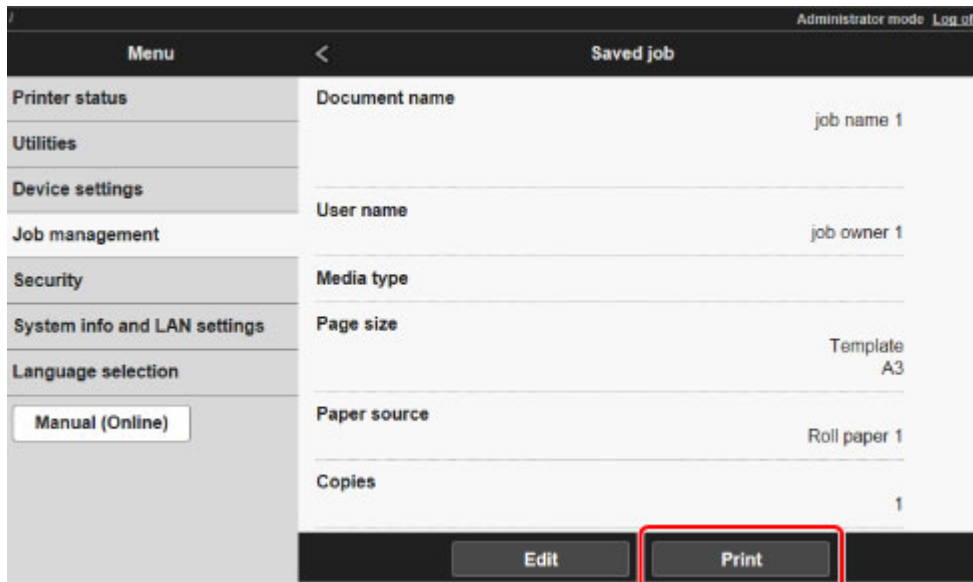 /
Administrator mode Log of
Menu
<
Saved job
Printer status
Utilities
Device settings
Job management
Security
System info and LAN settings
Language selection
Manual (Online)
Document name
job name 1
User name
job owner 1
Media type
Page size
Template
A3
Paper source
Roll paper 1
Copies
1
Edit
Print